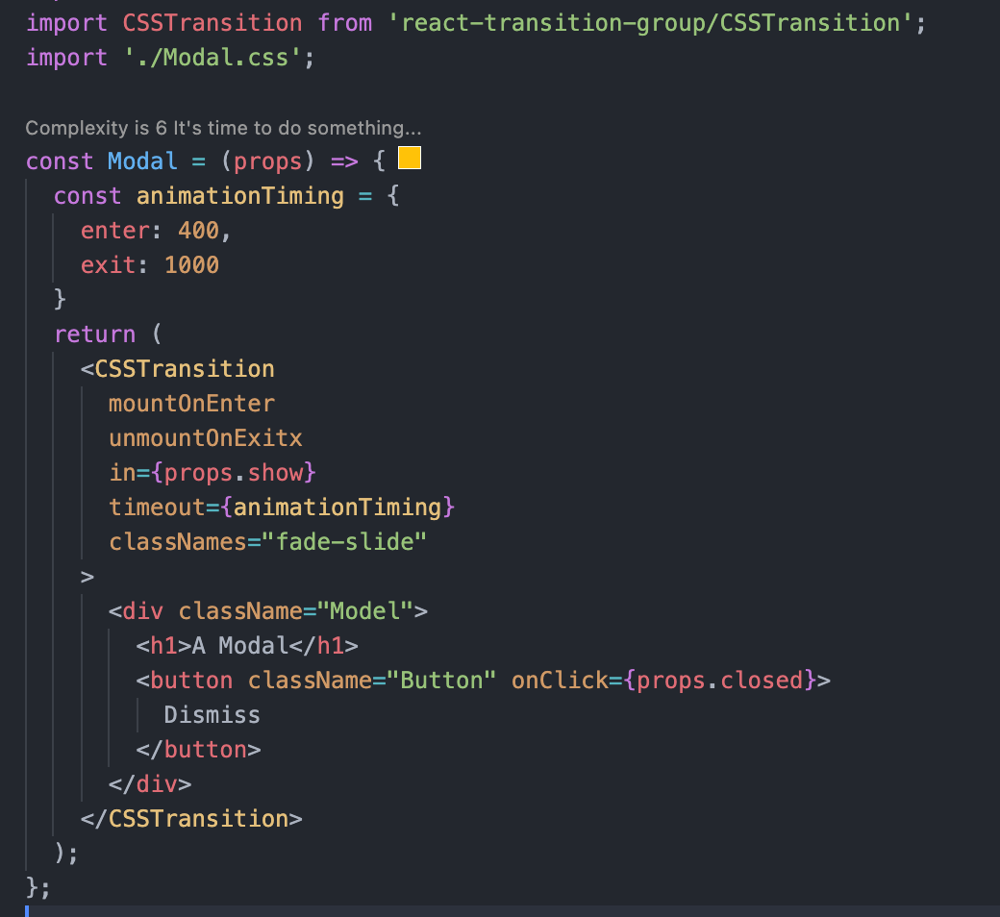 import CSSTransition from 'react-transition-group/CSSTransition';
import './Modal.css';
Complexity is 6 It's time to do something...
const Modal = (props) => {
  const animationTiming = {
    enter: 400,
    exit: 1000
  }
  return (
    <CSSTransition
      mountOnEnter
      unmountOnExitx
      in={props.show}
      timeout={animationTiming}
      classNames="fade-slide"
    >
      <div className="Model">
        <h1>A Modal</h1>
        <button className="Button" onClick={props.closed}>
          Dismiss
        </button>
      </div>
    </CSSTransition>
  );
};